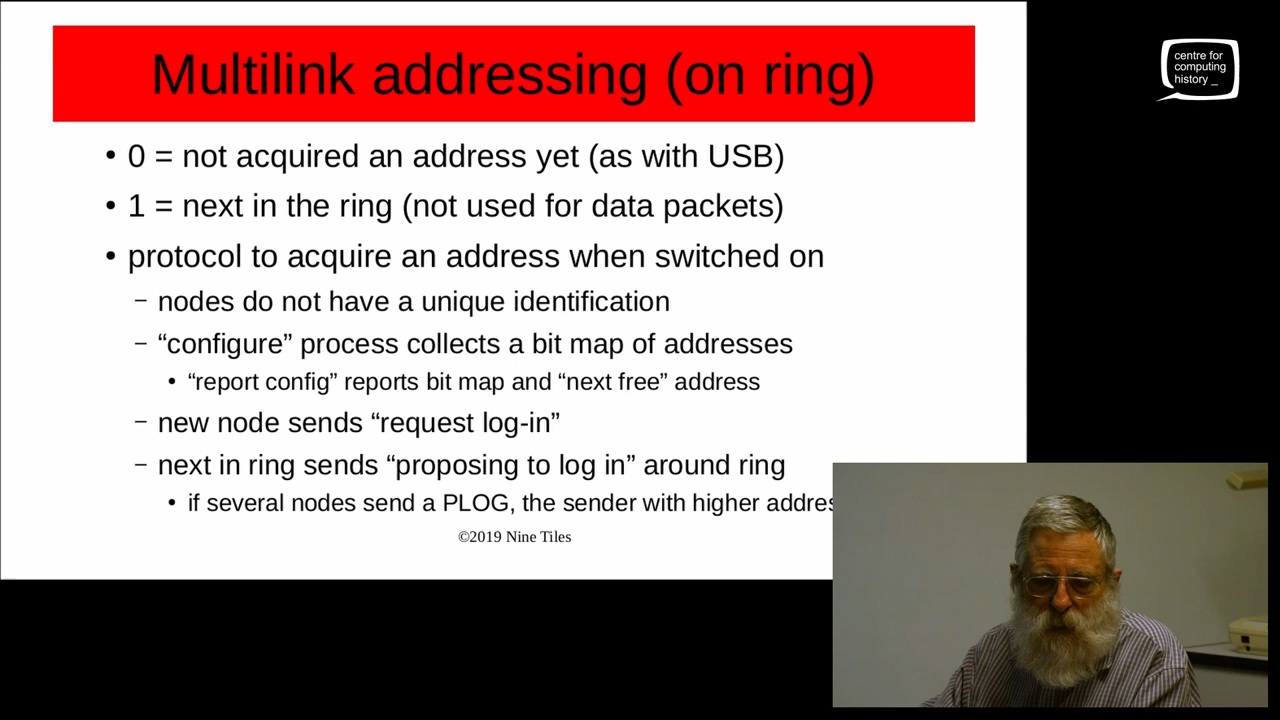 Multilink addressing (on ring)
centre for
computing
history _
• 0 = not acquired an address yet (as with USB)
• 1 = next in the ring (not used for data packets)
• protocol to acquire an address when switched on
– nodes do not have a unique identification
– “configure” process collects a bit map of addresses
• “report config” reports bit map and “next free” address
– new node sends “request log-in”
– next in ring sends “proposing to log in” around ring
• if several nodes send a PLOG, the sender with higher
©2019 Nine Tiles